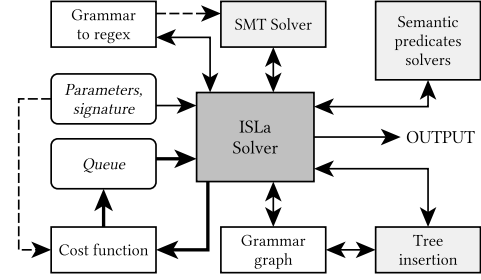 Grammar
to regex
SMT Solver
Semantic
predicates
solvers
Parameters,
signature
ISLa
Solver
OUTPUT
Queue
Cost function
Grammar
graph
Tree
insertion